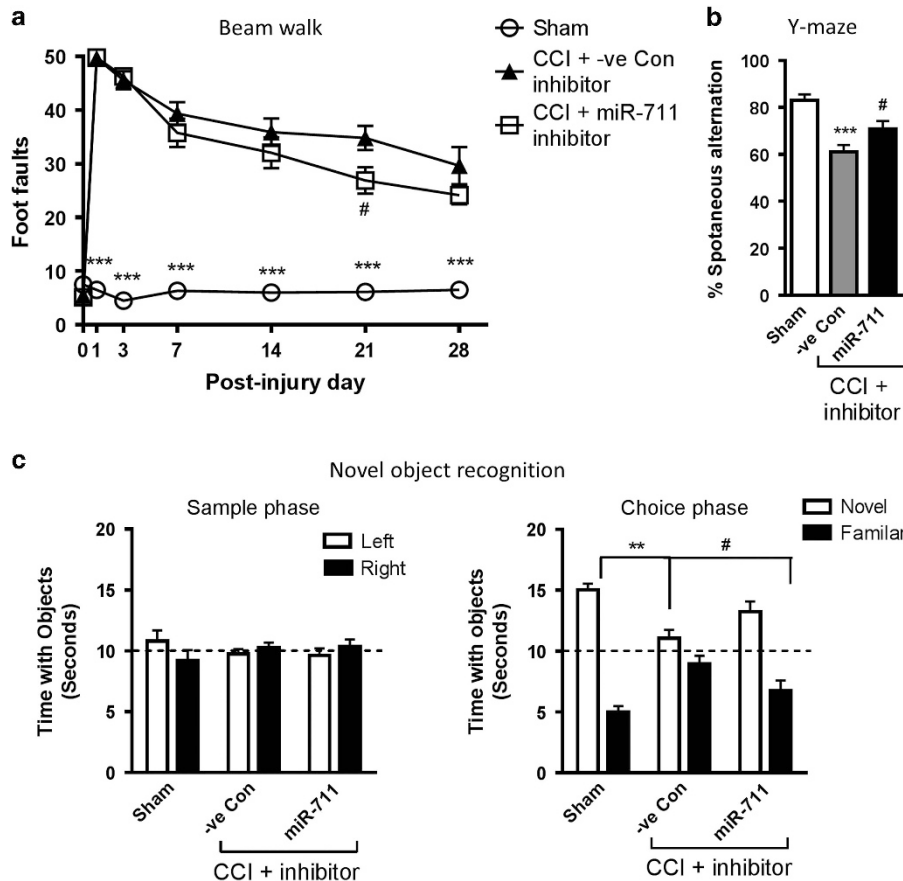 a
Beam walk
Sham
CCI + -ve Con
inhibitor
CCI + miR-711
inhibitor
Foot faults
50
40
30
20
10
0
***
***
***
***
***
***
#
0 1 3 7 14 21 28
Post-injury day
b
Y-maze
% Spotaneous alternation
100
80
60
40
20
0
***
#
Sham
-ve Con
miR-711
CCI +
inhibitor
c
Novel object recognition
Sample phase
Left
Right
Time with Objects
(Seconds)
20
15
10
5
0
Sham
-ve Con
miR-711
CCI + inhibitor
Choice phase
Novel
Familar
Time with objects
(Seconds)
20
15
10
5
0
**
#
Sham
-ve Con
miR-711
CCI + inhibitor